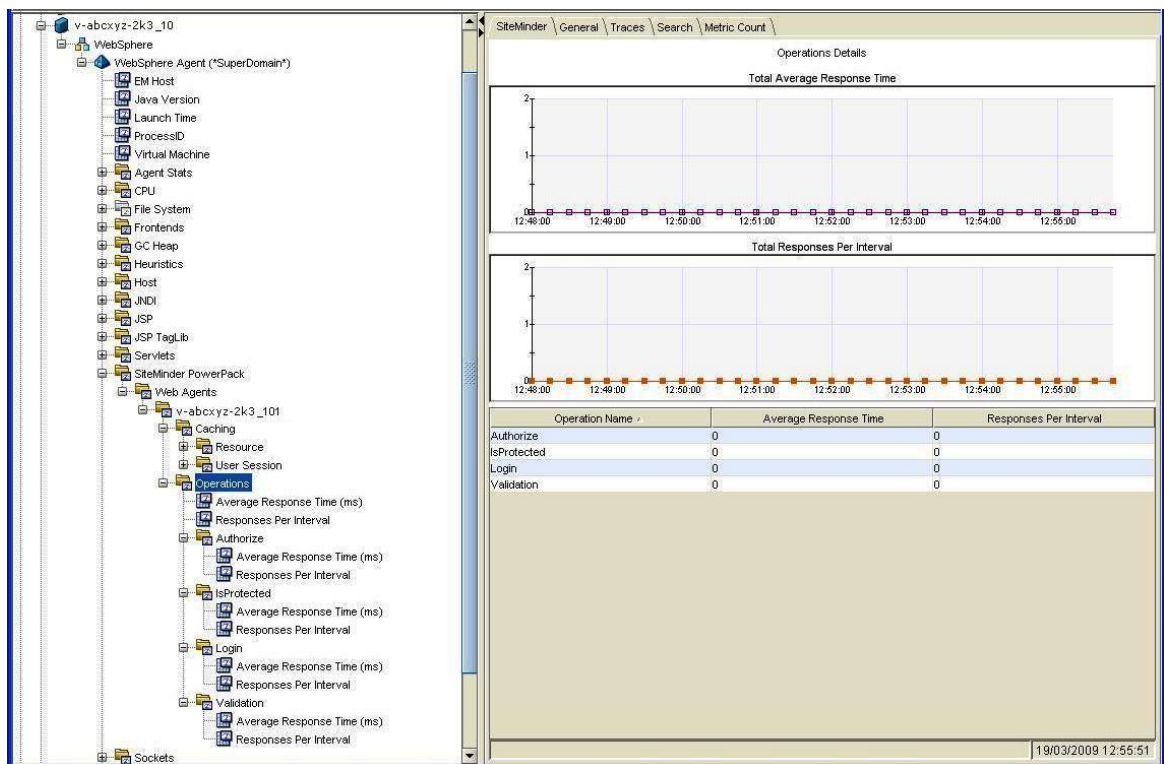 v-abcxyz-2k3_10
WebSphere
WebSphere Agent (*SuperDomain*)
EM Host
Java Version
Launch Time
ProcessID
Virtual Machine
Agent Stats
CPU
File System
Frontends
GC Heap
Heuristics
Host
JNDI
JSP
JSP TagLib
Servlets
SiteMinder PowerPack
Web Agents
v-abcxyz-2k3_101
Caching
Resource
User Session
Operations
Average Response Time (ms)
Responses Per Interval
Authorize
Average Response Time (ms)
Responses Per Interval
IsProtected
Average Response Time (ms)
Responses Per Interval
Login
Average Response Time (ms)
Responses Per Interval
Validation
Average Response Time (ms)
Responses Per Interval
Sockets
SiteMinder General Traces Search Metric Count
Operations Details
Total Average Response Time
2
1
0
12:48:00 12:49:00 12:50:00 12:51:00 12:52:00 12:53:00 12:54:00 12:55:00
Total Responses Per Interval
2
1
0
12:48:00 12:49:00 12:50:00 12:51:00 12:52:00 12:53:00 12:54:00 12:55:00
Operation Name Average Response Time Responses Per Interval
Authorize 0 0
IsProtected 0 0
Login 0 0
Validation 0 0
19/03/2009 12:55:51